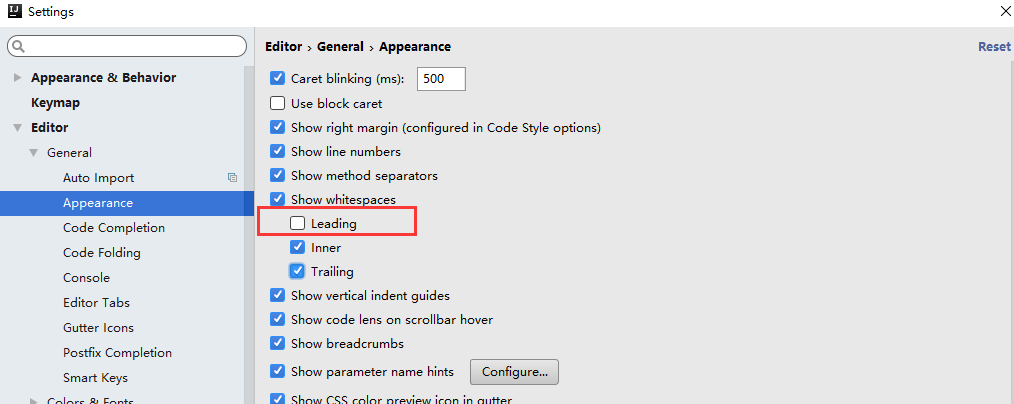 IJ Settings
Editor › General › Appearance Reset
Appearance & Behavior
Keymap
Editor
General
Auto Import
Appearance
Code Completion
Code Folding
Console
Editor Tabs
Gutter Icons
Postfix Completion
Smart Keys
Colors & Fonts
Caret blinking (ms): 500
Use block caret
Show right margin (configured in Code Style options)
Show line numbers
Show method separators
Show whitespaces
Leading
Inner
Trailing
Show vertical indent guides
Show code lens on scrollbar hover
Show breadcrumbs
Show parameter name hints Configure...
Show CSS color preview icon in gutter